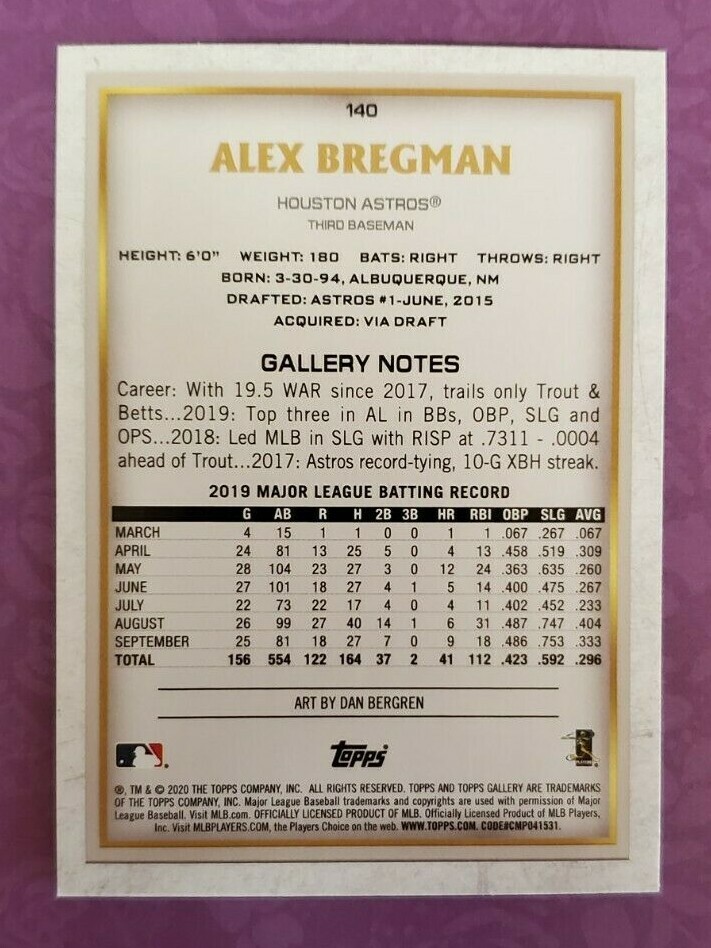 140
ALEX BREGMAN
HOUSTON ASTROS®
THIRD BASEMAN
HEIGHT: 6'0" WEIGHT: 180 BATS: RIGHT THROWS: RIGHT
BORN: 3-30-94, ALBUQUERQUE, NM
DRAFTED: ASTROS #1-JUNE, 2015
ACQUIRED: VIA DRAFT
GALLERY NOTES
Career: With 19.5 WAR since 2017, trails only Trout &
Betts...2019: Top three in AL in BBs, OBP, SLG and
OPS...2018: Led MLB in SLG with RISP at .7311 - .0004
ahead of Trout...2017: Astros record-tying, 10-G XBH streak.
2019 MAJOR LEAGUE BATTING RECORD
G AB R H 2B 3B HR RBI OBP SLG AVG
MARCH 4 15 1 1 0 0 1 1 .067 .267 .067
APRIL 24 81 13 25 5 0 4 13 .458 .519 .309
MAY 28 104 23 27 3 0 12 24 .363 .635 .260
JUNE 27 101 18 27 4 1 5 14 .400 .475 .267
JULY 22 73 22 17 4 0 4 11 .402 .452 .233
AUGUST 26 99 27 40 14 1 6 31 .487 .747 .404
SEPTEMBER 25 81 18 27 7 0 9 18 .486 .753 .333
TOTAL 156 554 122 164 37 2 41 112 .423 .592 .296
ART BY DAN BERGREN
topps
®, TM & © 2020 THE TOPPS COMPANY, INC. ALL RIGHTS RESERVED. TOPPS AND TOPPS GALLERY ARE TRADEMARKS
OF THE TOPPS COMPANY, INC. Major League Baseball trademarks and copyrights are used with permission of Major
League Baseball. Visit MLB.com. OFFICIALLY LICENSED PRODUCT OF MLB. Officially Licensed Product of MLB Players,
Inc. Visit MLBPLAYERS.COM, the Players Choice on the web. WWW.TOPPS.COM. CODE#CMP041531.